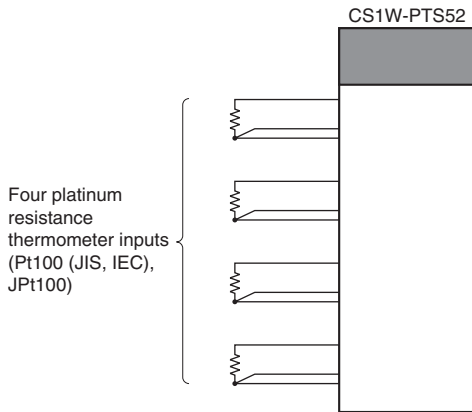 CS1W-PTS52
Four platinum
resistance
thermometer inputs
(Pt100 (JIS, IEC),
JPt100)